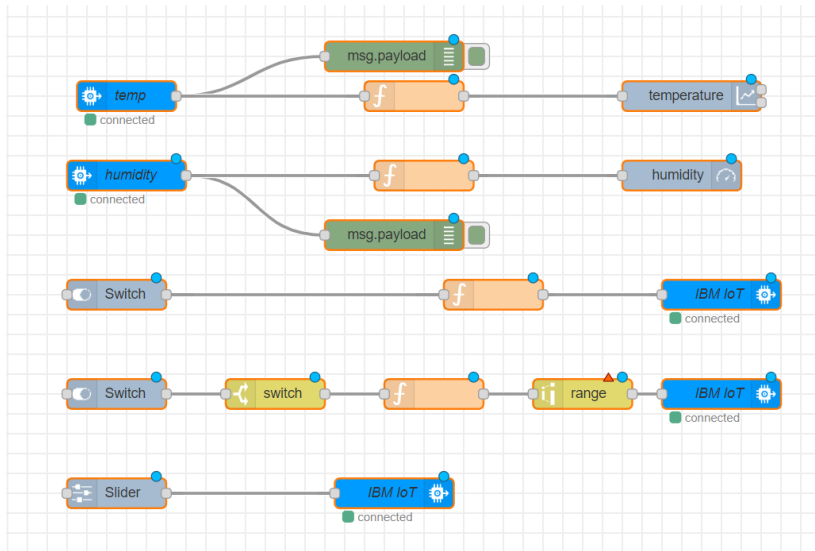 msg.payload
temp
temperature
connected
humidity
humidity
connected
msg.payload
Switch
IBM IoT
connected
Switch
switch
range
IBM IoT
connected
Slider
IBM IoT
connected